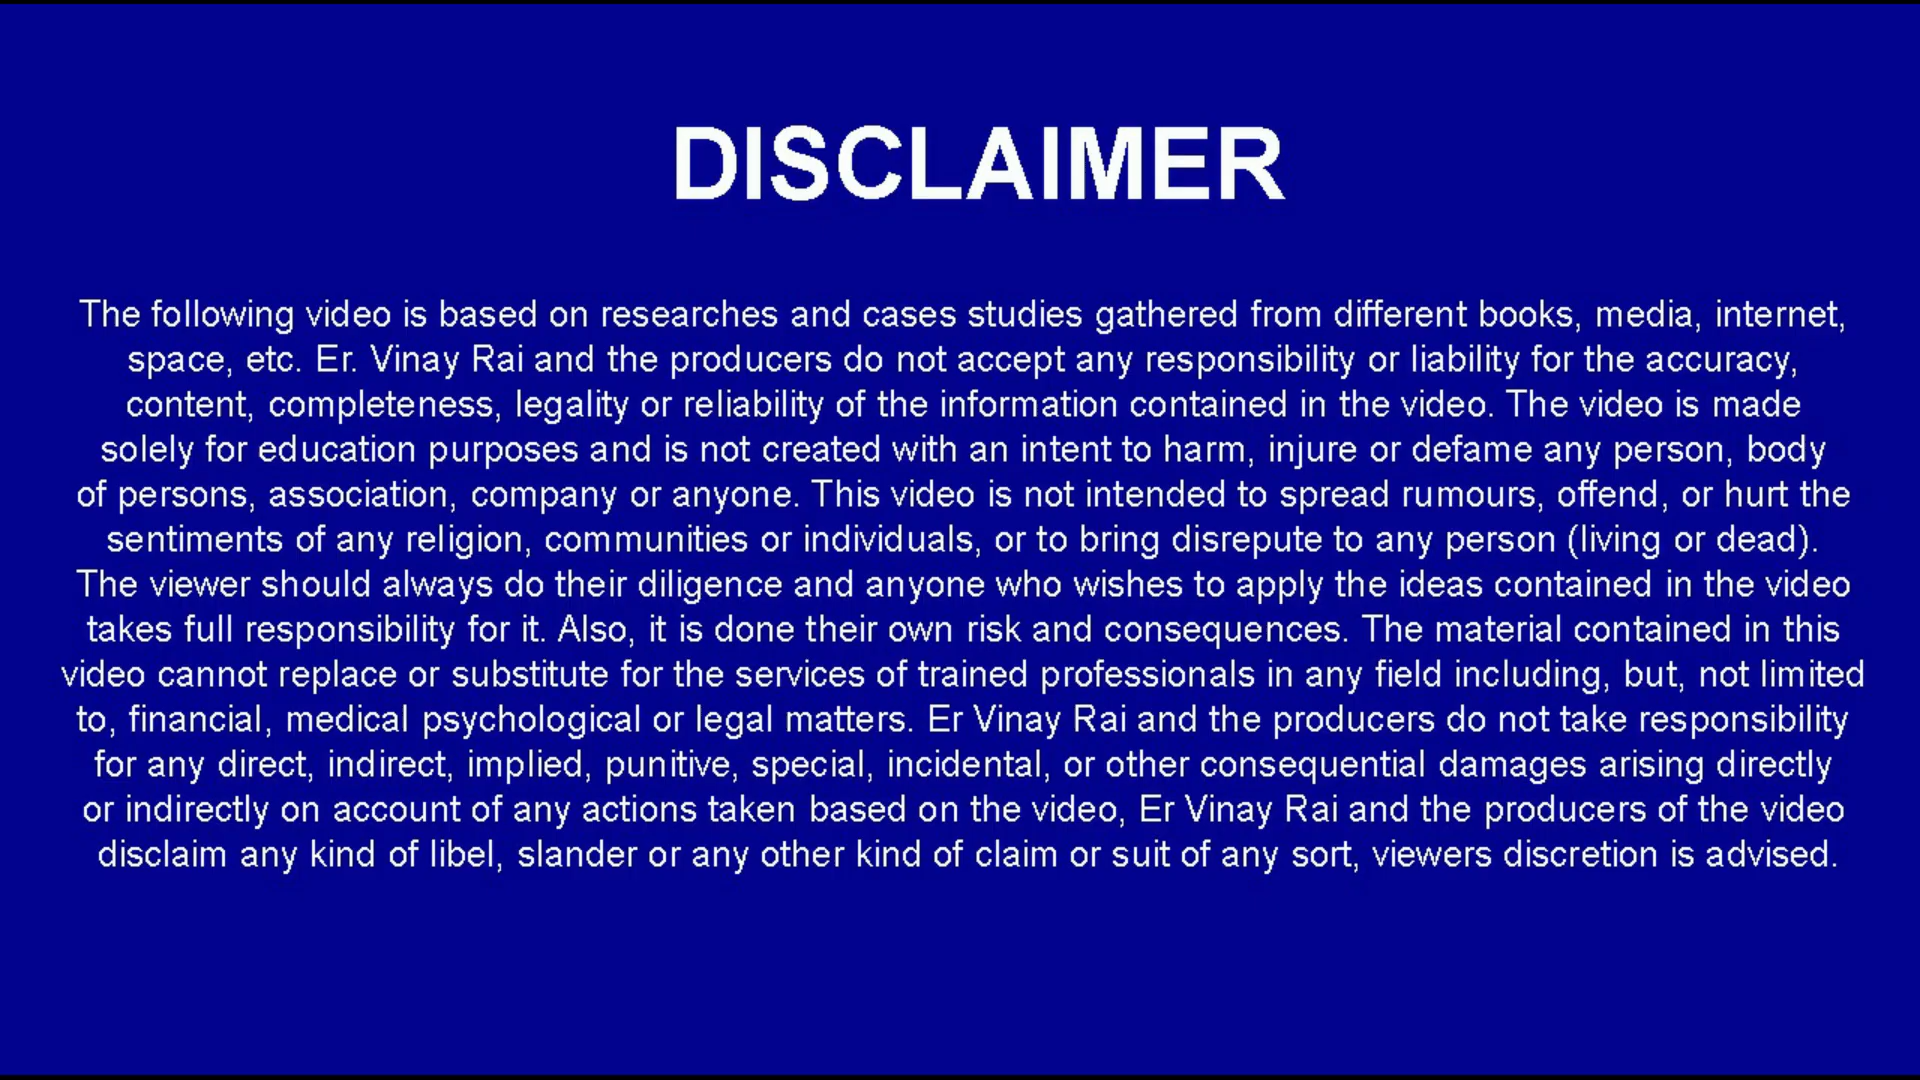 DISCLAIMER
The following video is based on researches and cases studies gathered from different books, media, internet,
space, etc. Er. Vinay Rai and the producers do not accept any responsibility or liability for the accuracy,
content, completeness, legality or reliability of the information contained in the video. The video is made
solely for education purposes and is not created with an intent to harm, injure or defame any person, body
of persons, association, company or anyone. This video is not intended to spread rumours, offend, or hurt the
sentiments of any religion, communities or individuals, or to bring disrepute to any person (living or dead).
The viewer should always do their diligence and anyone who wishes to apply the ideas contained in the video
takes full responsibility for it. Also, it is done their own risk and consequences. The material contained in this
video cannot replace or substitute for the services of trained professionals in any field including, but, not limited
to, financial, medical psychological or legal matters. Er Vinay Rai and the producers do not take responsibility
for any direct, indirect, implied, punitive, special, incidental, or other consequential damages arising directly
or indirectly on account of any actions taken based on the video, Er Vinay Rai and the producers of the video
disclaim any kind of libel, slander or any other kind of claim or suit of any sort, viewers discretion is advised.